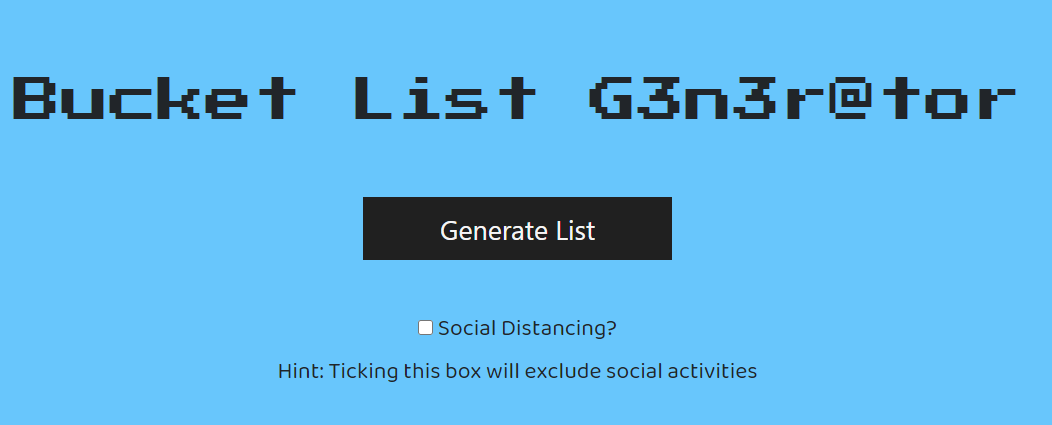 Bucket List G3n3r@tor
Generate List
Social Distancing?
Hint: Ticking this box will exclude social activities